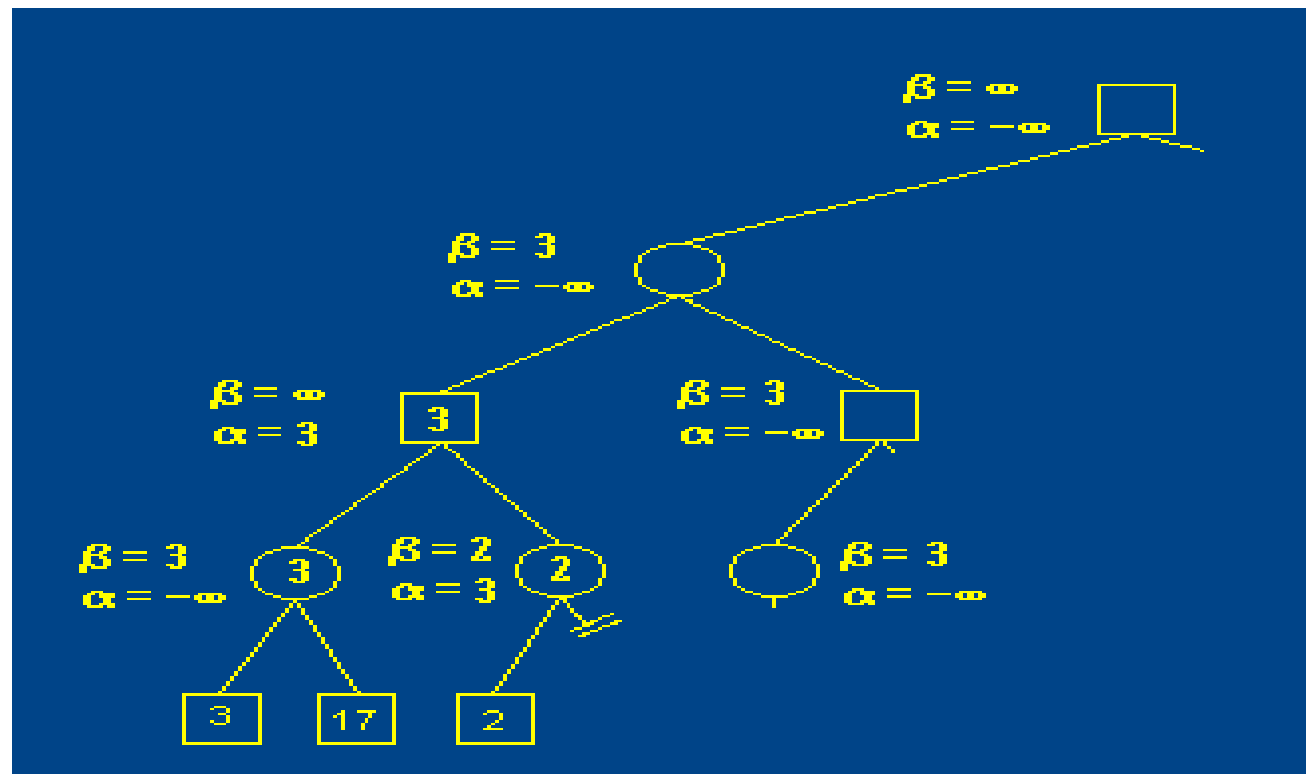 β = ∞
α = −∞
β = 3
α = −∞
β = ∞
α = 3
3
β = 3
α = −∞
β = 3
α = −∞
3
β = 2
α = 3
2
β = 3
α = −∞
3
17
2